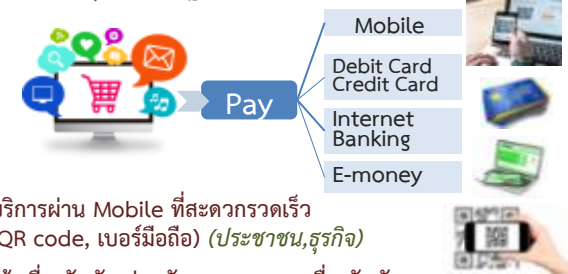 Mobile
Debit Card
Credit Card
Pay
Internet
Banking
E-money
บริการผ่าน Mobile ที่สะดวกรวดเร็ว
QR code, เบอร์มือถือ) (ประชาชน,ธุรกิจ)